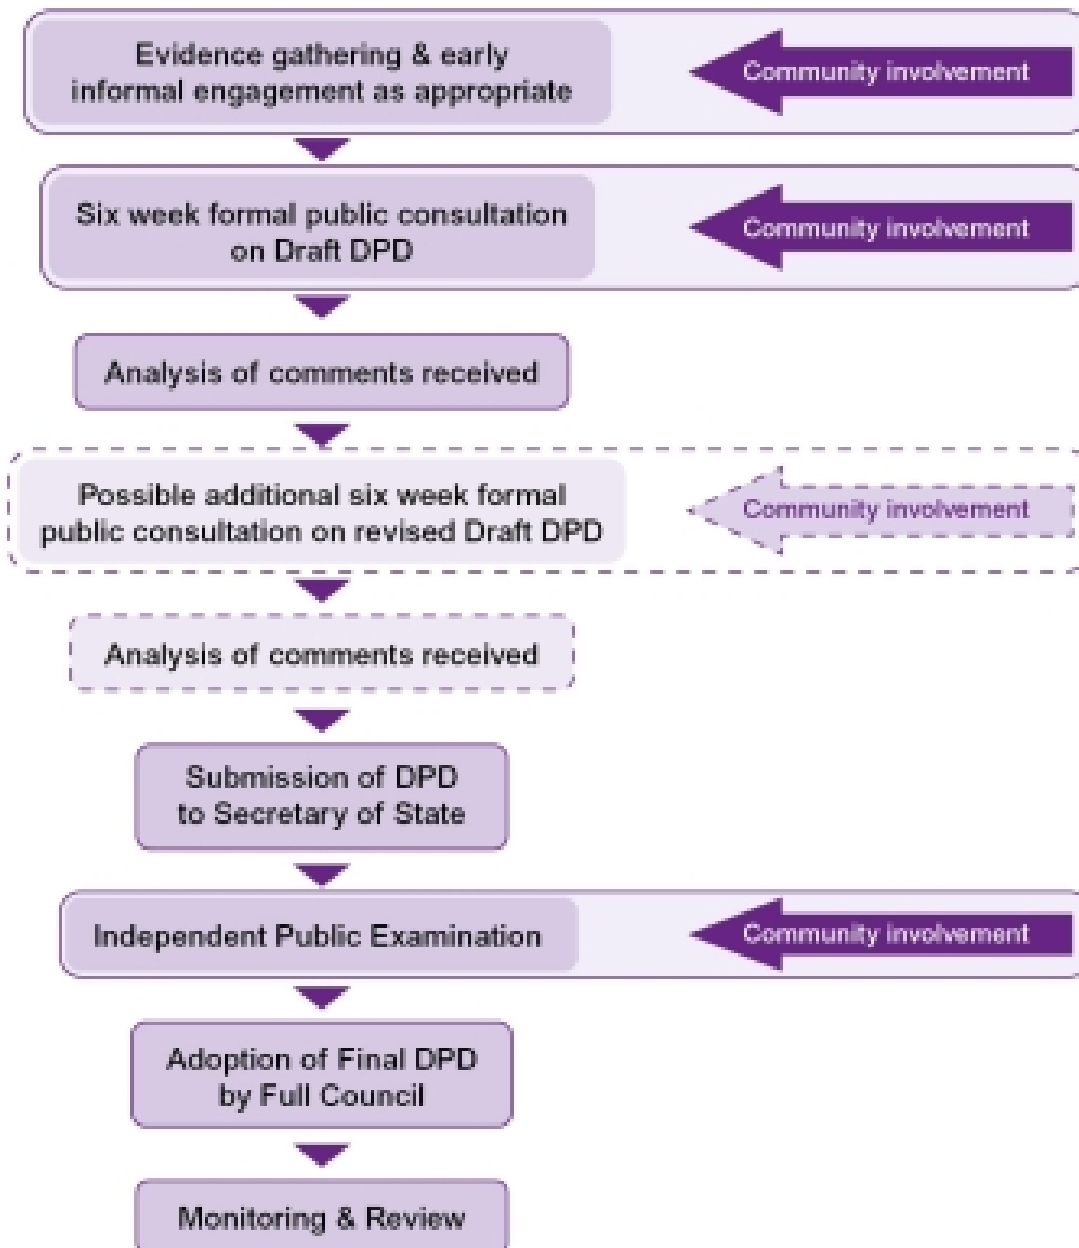 Evidence gathering & early
informal engagement as appropriate
Community involvement
Six week formal public consultation
on Draft DPD
Community involvement
Analysis of comments received
Possible additional six week formal
public consultation on revised Draft DPD
Community involvement
Analysis of comments received
Submission of DPD
to Secretary of State
Independent Public Examination
Community involvement
Adoption of Final DPD
by Full Council
Monitoring & Review